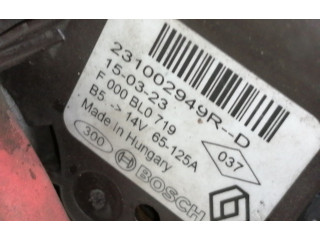 231002949R--D
15-03-23
F 000 BL0 719
B5 -> 14V 65-125A
Made in Hungary
037
300
BOSCH